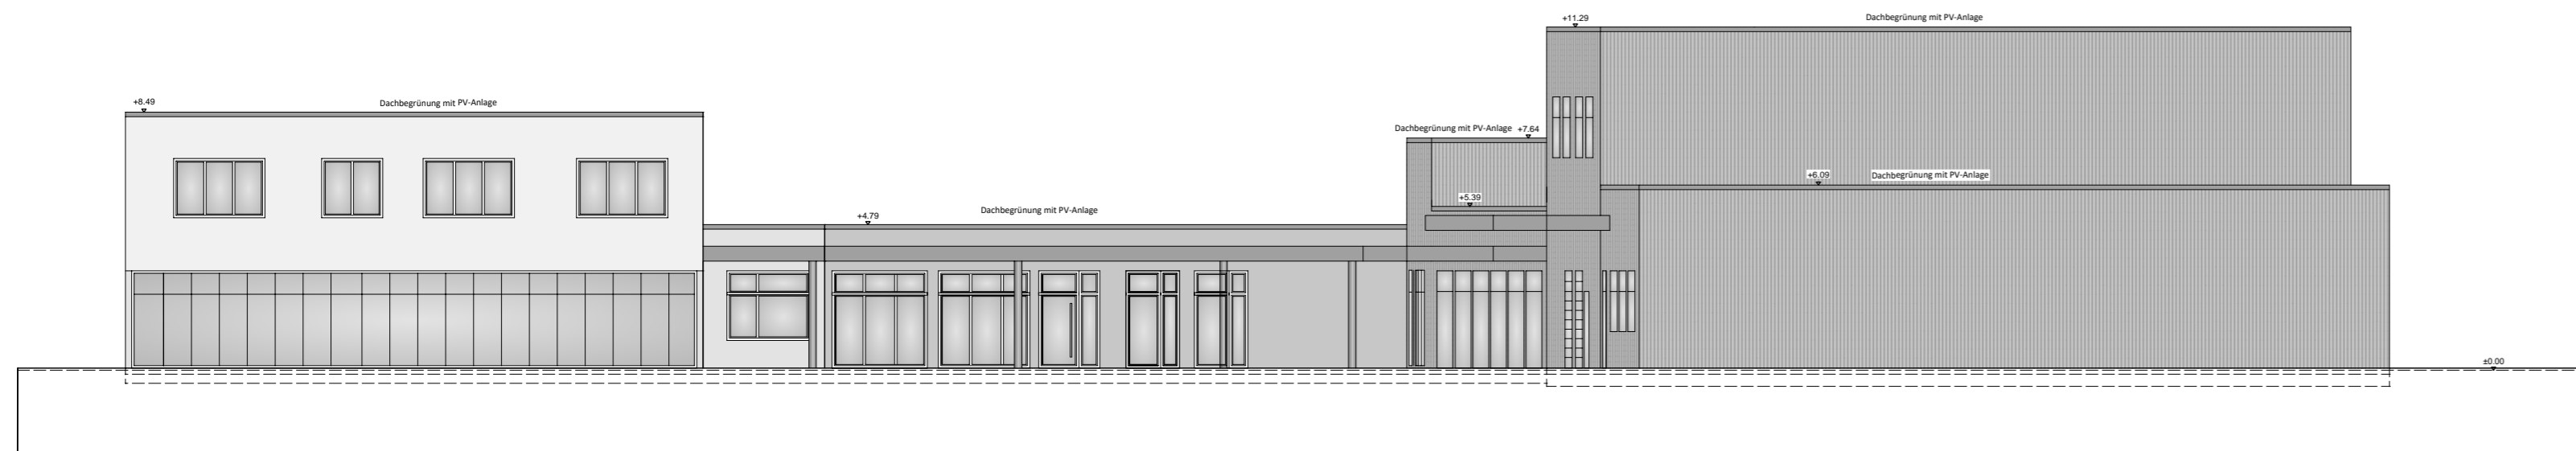 +11.29
Dachbegrünung mit PV-Anlage
+8.49
Dachbegrünung mit PV-Anlage
Dachbegrünung mit PV-Anlage +7.64
+6.09
Dachbegrünung mit PV-Anlage
+5.39
+4.79
Dachbegrünung mit PV-Anlage
±0.00